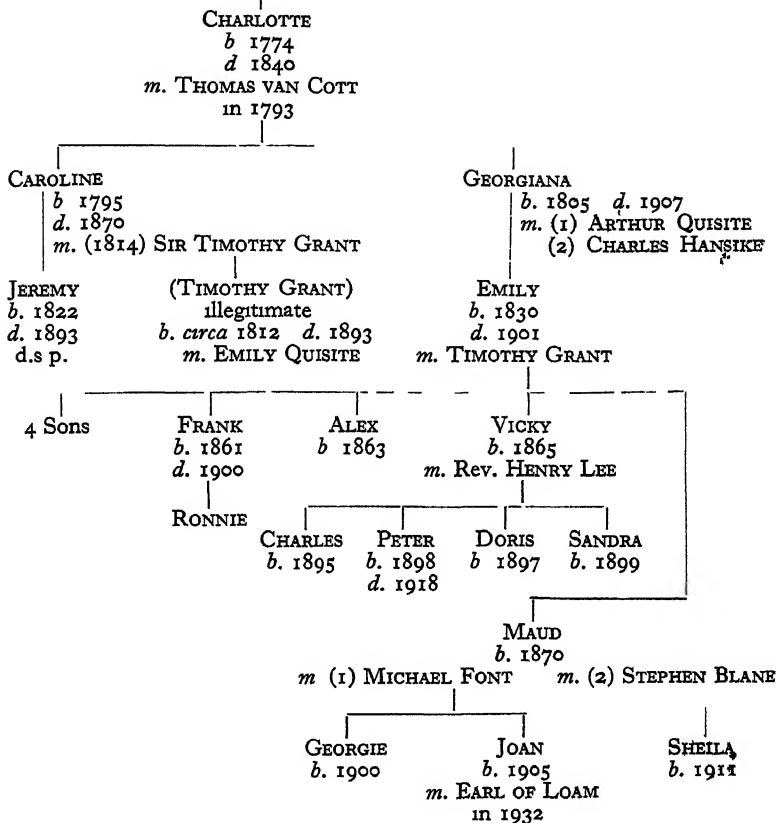 CHARLOTTE
b 1774
d 1840
m. THOMAS VAN COTT
in 1793
CAROLINE
b 1795
d. 1870
m. (1814) SIR TIMOTHY GRANT
GEORGIANA
b. 1805 d. 1907
m. (1) ARTHUR QUISITE
(2) CHARLES HANSIKE
JEREMY
b. 1822
d. 1893
d.s p.
(TIMOTHY GRANT)
illegitimate
b. circa 1812 d. 1893
m. EMILY QUISITE
EMILY
b. 1830
d. 1901
m. TIMOTHY GRANT
4 SONS
FRANK
b. 1861
d. 1900
RONNIE
ALEX
b 1863
VICKY
b. 1865
m. Rev. HENRY LEE
CHARLES
b. 1895
PETER
b. 1898
d. 1918
DORIS
b 1897
SANDRA
b. 1899
MAUD
b. 1870
m (1) MICHAEL FONT m. (2) STEPHEN BLANE
GEORGIE
b. 1900
JOAN
b. 1905
m. EARL OF LOAM
in 1932
SHEILA
b. 1911